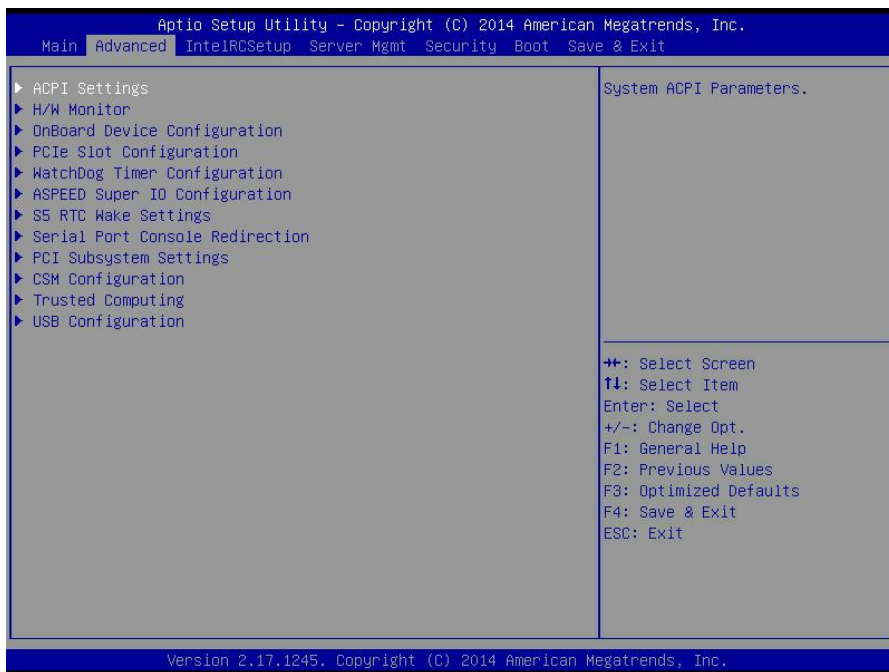 Aptio Setup Utility – Copyright (C) 2014 American Megatrends, Inc.
Main Advanced IntelRCSetup Server Mgmt Security Boot Save & Exit
▶ ACPI Settings
▶ H/W Monitor
▶ OnBoard Device Configuration
▶ PCIe Slot Configuration
▶ WatchDog Timer Configuration
▶ ASPEED Super IO Configuration
▶ S5 RTC Wake Settings
▶ Serial Port Console Redirection
▶ PCI Subsystem Settings
▶ CSM Configuration
▶ Trusted Computing
▶ USB Configuration
System ACPI Parameters.
→←: Select Screen
↑↓: Select Item
Enter: Select
+/-: Change Opt.
F1: General Help
F2: Previous Values
F3: Optimized Defaults
F4: Save & Exit
ESC: Exit
Version 2.17.1245. Copyright (C) 2014 American Megatrends, Inc.